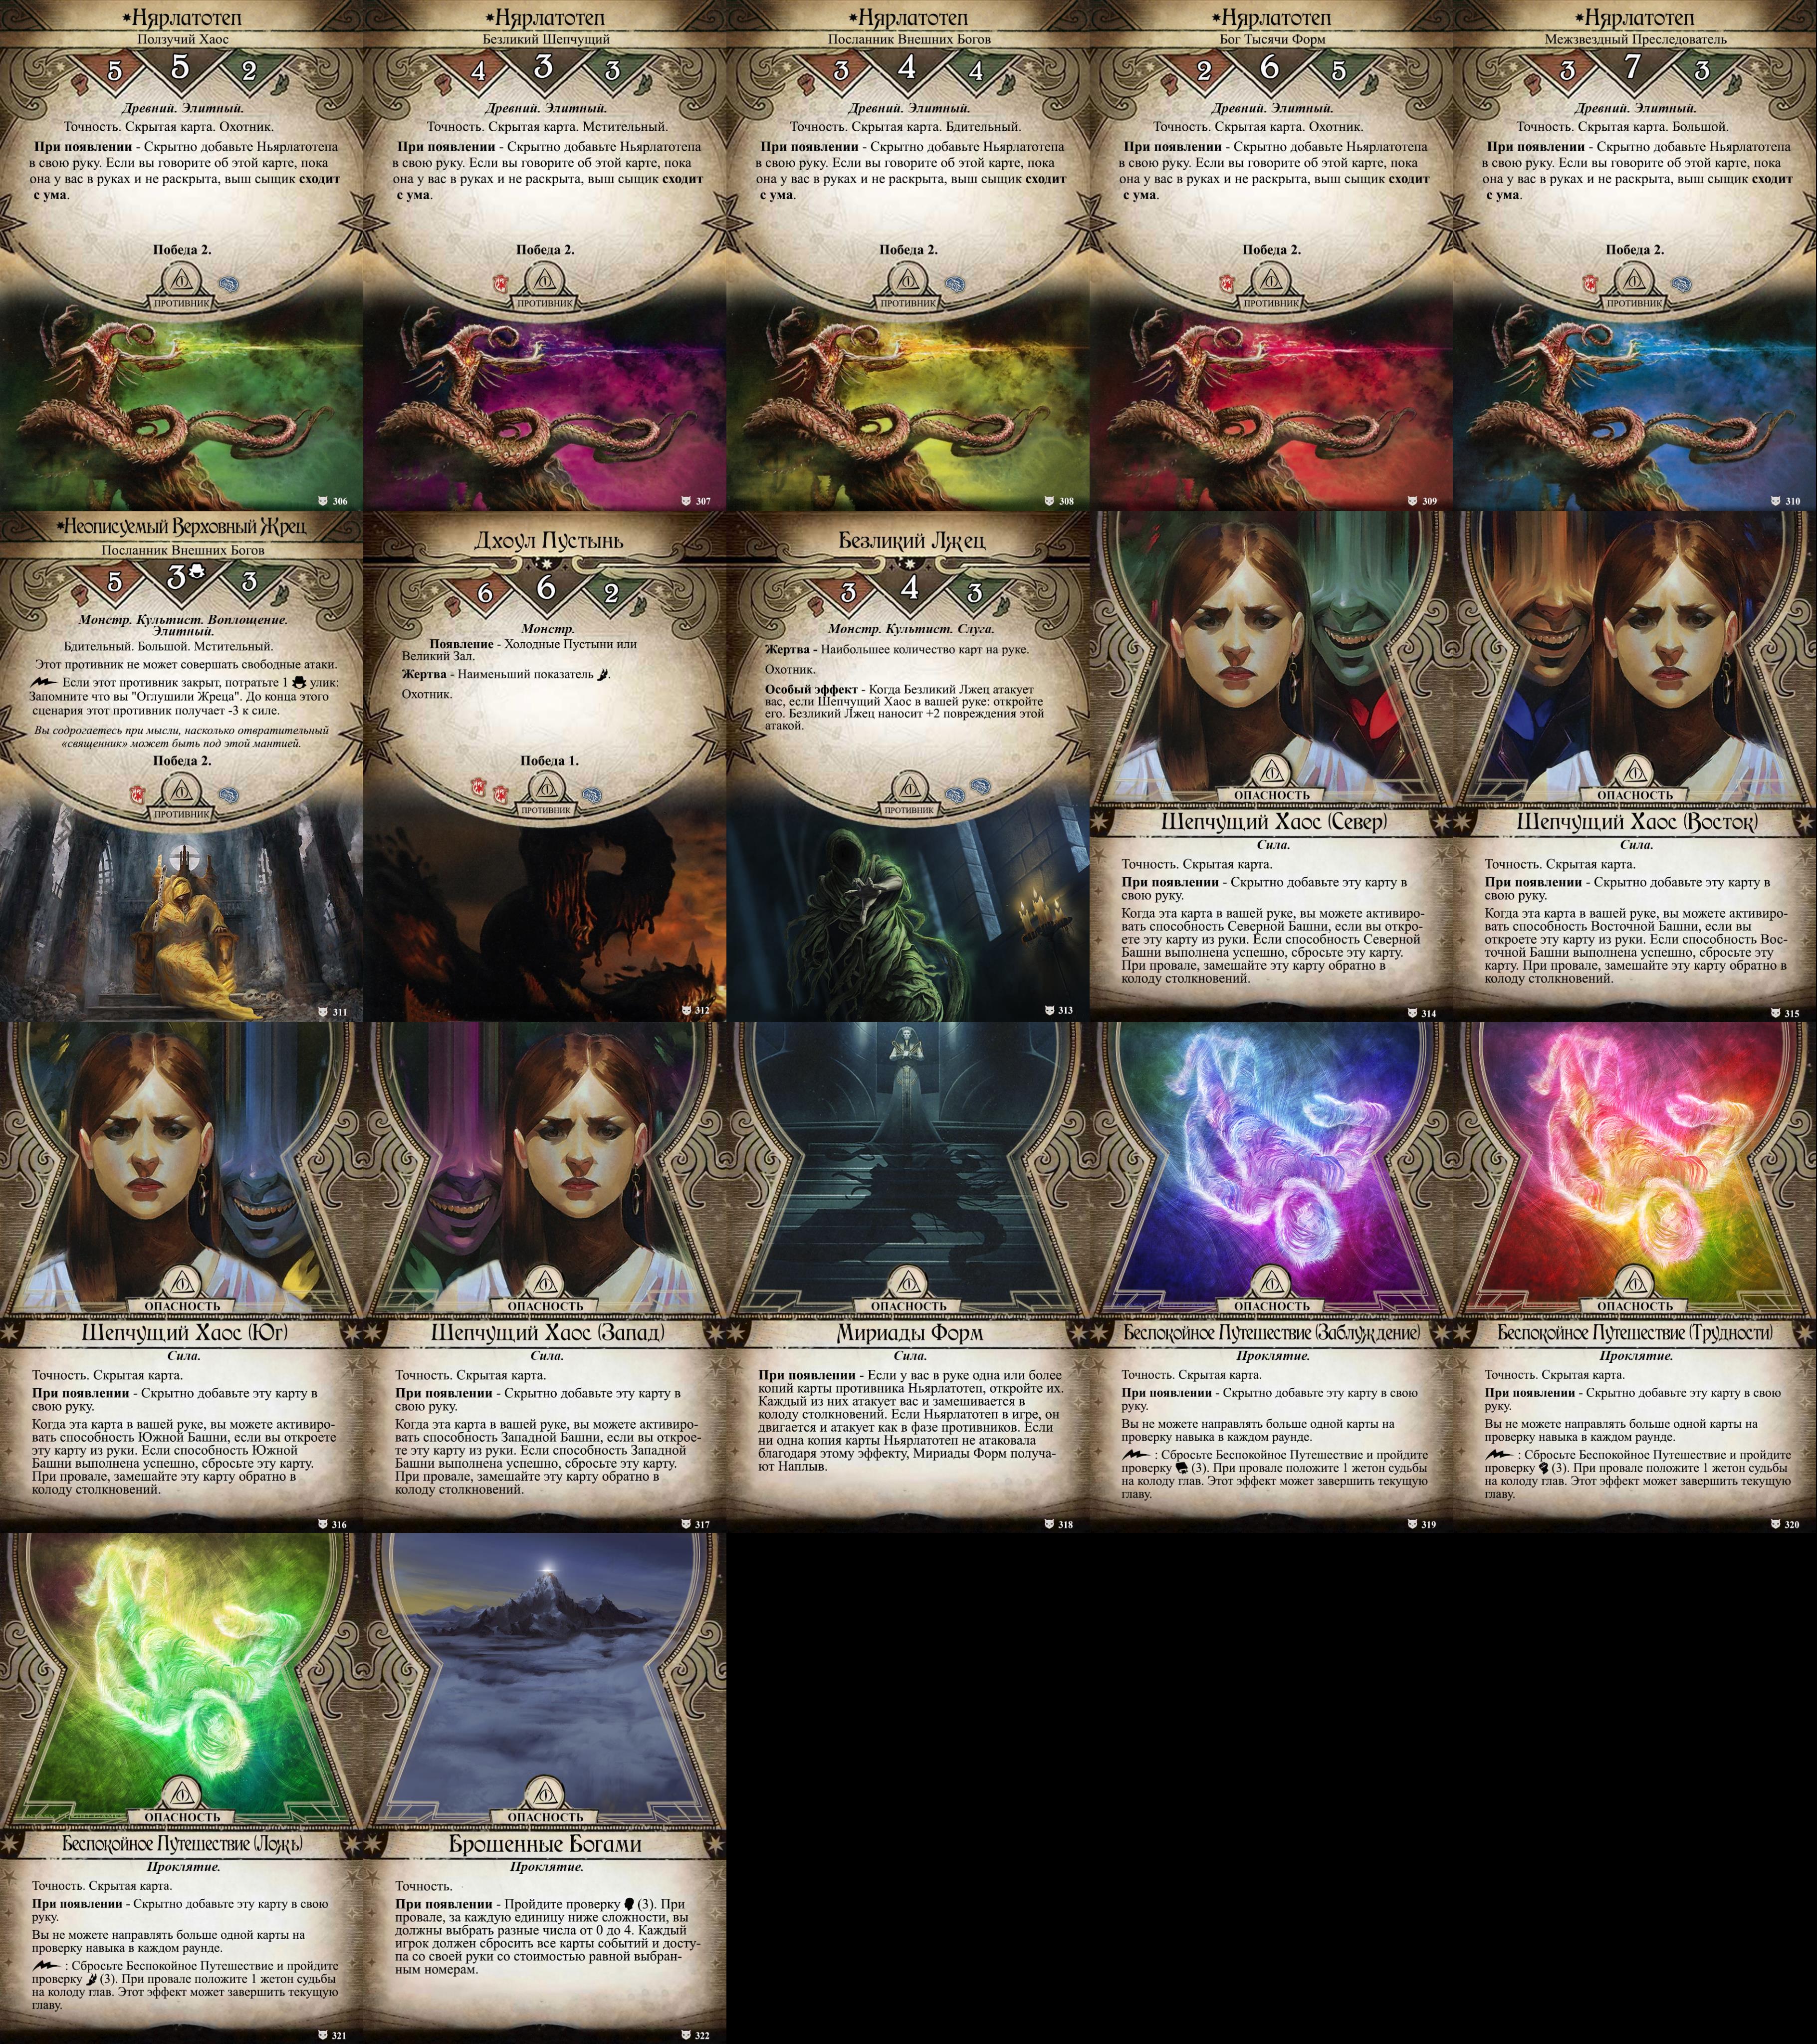 *Нярлатотеп
Ползучий Хаос
5 5 2
Древний. Элитный.
Точность. Скрытая карта. Охотник.
При появлении - Скрытно добавьте Ньярлатотепа
в свою руку. Если вы говорите об этой карте, пока
она у вас в руках и не раскрыта, выш сыщик сходит
с ума.
Победа 2.
ПРОТИВНИК
306
*Нярлатотеп
Безликий Шепчущий
4 3 3
Древний. Элитный.
Точность. Скрытая карта. Мстительный.
При появлении - Скрытно добавьте Ньярлатотепа
в свою руку. Если вы говорите об этой карте, пока
она у вас в руках и не раскрыта, выш сыщик сходит
с ума.
Победа 2.
ПРОТИВНИК
307
*Нярлатотеп
Посланник Внешних Богов
3 4 4
Древний. Элитный.
Точность. Скрытая карта. Бдительный.
При появлении - Скрытно добавьте Ньярлатотепа
в свою руку. Если вы говорите об этой карте, пока
она у вас в руках и не раскрыта, выш сыщик сходит
с ума.
Победа 2.
ПРОТИВНИК
308
*Нярлатотеп
Бог Тысячи Форм
2 6 5
Древний. Элитный.
Точность. Скрытая карта. Охотник.
При появлении - Скрытно добавьте Ньярлатотепа
в свою руку. Если вы говорите об этой карте, пока
она у вас в руках и не раскрыта, выш сыщик сходит
с ума.
Победа 2.
ПРОТИВНИК
309
*Нярлатотеп
Межзвездный Преследователь
3 7 3
Древний. Элитный.
Точность. Скрытая карта. Большой.
При появлении - Скрытно добавьте Ньярлатотепа
в свою руку. Если вы говорите об этой карте, пока
она у вас в руках и не раскрыта, выш сыщик сходит
с ума.
Победа 2.
ПРОТИВНИК
310
*Неописуемый Верховный Жрец
Посланник Внешних Богов
5 3 3
Монстр. Культист. Воплощение.
Элитный.
Бдительный. Большой. Мстительный.
Этот противник не может совершать свободные атаки.
Если этот противник закрыт, потратьте 1 улик:
Запомните что вы "Оглушили Жреца". До конца этого
сценария этот противник получает -3 к силе.
Вы содрогаетесь при мысли, насколько отвратительный
«священник» может быть под этой мантией.
Победа 2.
ПРОТИВНИК
311
Дхоул Пустынь
6 6 2
Монстр.
Появление - Холодные Пустыни или
Великий Зал.
Жертва - Наименьший показатель .
Охотник.
Победа 1.
ПРОТИВНИК
312
Безликий Лжец
3 4 3
Монстр. Культист. Слуга.
Жертва - Наибольшее количество карт на руке.
Охотник.
Особый эффект - Когда Безликий Лжец атакует
вас, если Шепчущий Хаос в вашей руке: откройте
его. Безликий Лжец наносит +2 повреждения этой
атакой.
ПРОТИВНИК
313
ОПАСНОСТЬ
Шепчущий Хаос (Север)
Сила.
Точность. Скрытая карта.
При появлении - Скрытно добавьте эту карту в
свою руку.
Когда эта карта в вашей руке, вы можете активиро-
вать способность Северной Башни, если вы откро-
ете эту карту из руки. Если способность Северной
Башни выполнена успешно, сбросьте эту карту.
При провале, замешайте эту карту обратно в
колоду столкновений.
314
ОПАСНОСТЬ
Шепчущий Хаос (Восток)
Сила.
Точность. Скрытая карта.
При появлении - Скрытно добавьте эту карту в
свою руку.
Когда эта карта в вашей руке, вы можете активиро-
вать способность Восточной Башни, если вы
откроете эту карту из руки. Если способность Вос-
точной Башни выполнена успешно, сбросьте эту
карту. При провале, замешайте эту карту обратно в
колоду столкновений.
315
ОПАСНОСТЬ
Шепчущий Хаос (Юг)
Сила.
Точность. Скрытая карта.
При появлении - Скрытно добавьте эту карту в
свою руку.
Когда эта карта в вашей руке, вы можете активиро-
вать способность Южной Башни, если вы откроете
эту карту из руки. Если способность Южной
Башни выполнена успешно, сбросьте эту карту.
При провале, замешайте эту карту обратно в
колоду столкновений.
316
ОПАСНОСТЬ
Шепчущий Хаос (Запад)
Сила.
Точность. Скрытая карта.
При появлении - Скрытно добавьте эту карту в
свою руку.
Когда эта карта в вашей руке, вы можете активиро-
вать способность Западной Башни, если вы открое-
те эту карту из руки. Если способность Западной
Башни выполнена успешно, сбросьте эту карту.
При провале, замешайте эту карту обратно в
колоду столкновений.
317
ОПАСНОСТЬ
Мириады Форм
Сила.
При появлении - Если у вас в руке одна или более
копий карты противника Ньярлатотеп, откройте их.
Каждый из них атакует вас и замешивается в
колоду столкновений. Если Ньярлатотеп в игре, он
двигается и атакует как в фазе противников. Если
ни одна копия карты Ньярлатотеп не атаковала
благодаря этому эффекту, Мириады Форм получа-
ют Наплыв.
318
ОПАСНОСТЬ
Беспокойное Путешествие (Заблуждение)
Проклятие.
Точность. Скрытая карта.
При появлении - Скрытно добавьте эту карту в свою
руку.
Вы не можете направлять больше одной карты на
проверку навыка в каждом раунде.
: Сбросьте Беспокойное Путешествие и пройдите
проверку (3). При провале положите 1 жетон судьбы
на колоду глав. Этот эффект может завершить текущую
главу.
319
ОПАСНОСТЬ
Беспокойное Путешествие (Трудности)
Проклятие.
Точность. Скрытая карта.
При появлении - Скрытно добавьте эту карту в свою
руку.
Вы не можете направлять больше одной карты на
проверку навыка в каждом раунде.
: Сбросьте Беспокойное Путешествие и пройдите
проверку (3). При провале положите 1 жетон судьбы
на колоду глав. Этот эффект может завершить текущую
главу.
320
ОПАСНОСТЬ
Беспокойное Путешествие (Ложь)
Проклятие.
Точность. Скрытая карта.
При появлении - Скрытно добавьте эту карту в свою
руку.
Вы не можете направлять больше одной карты на
проверку навыка в каждом раунде.
: Сбросьте Беспокойное Путешествие и пройдите
проверку (3). При провале положите 1 жетон судьбы
на колоду глав. Этот эффект может завершить текущую
главу.
321
ОПАСНОСТЬ
Брошенные Богами
Проклятие.
Точность.
При появлении - Пройдите проверку (3). При
провале, за каждую единицу ниже сложности, вы
должны выбрать разные числа от 0 до 4. Каждый
игрок должен сбросить все карты событий и досту-
па со своей руки со стоимостью равной выбран-
ным номерам.
322